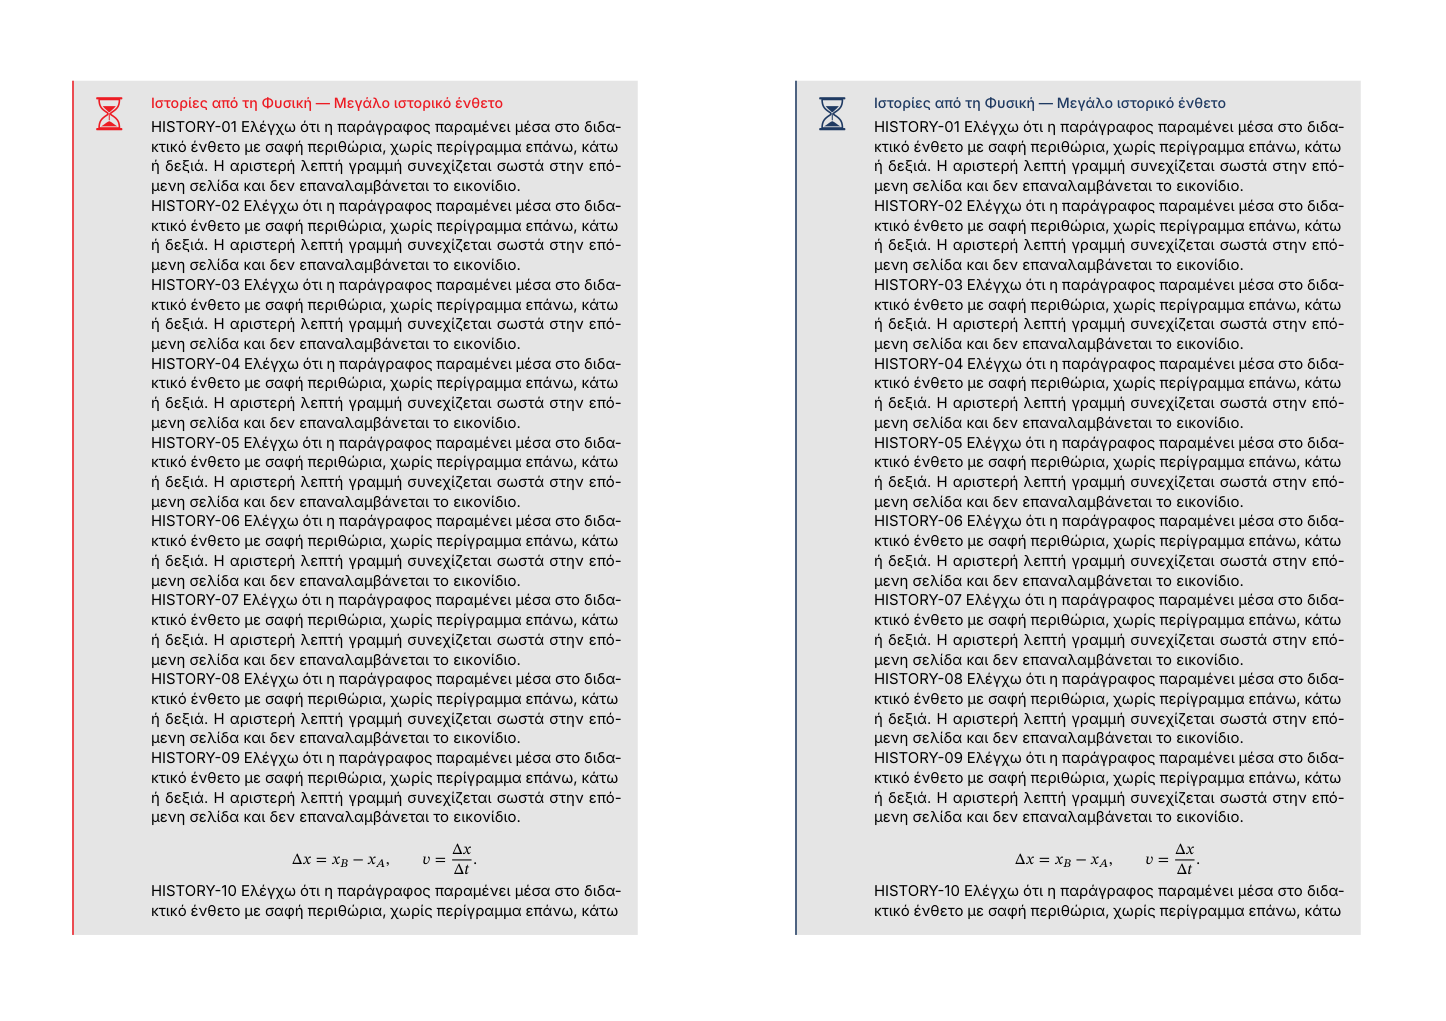 Ιστορίες από τη Φυσική — Μεγάλο ιστορικό ένθετο
HISTORY-01 Ελέγχω ότι η παράγραφος παραμένει μέσα στο διδα-
κτικό ένθετο με σαφή περιθώρια, χωρίς περίγραμμα επάνω, κάτω
ή δεξιά. Η αριστερή λεπτή γραμμή συνεχίζεται σωστά στην επό-
μενη σελίδα και δεν επαναλαμβάνεται το εικονίδιο.
HISTORY-02 Ελέγχω ότι η παράγραφος παραμένει μέσα στο διδα-
κτικό ένθετο με σαφή περιθώρια, χωρίς περίγραμμα επάνω, κάτω
ή δεξιά. Η αριστερή λεπτή γραμμή συνεχίζεται σωστά στην επό-
μενη σελίδα και δεν επαναλαμβάνεται το εικονίδιο.
HISTORY-03 Ελέγχω ότι η παράγραφος παραμένει μέσα στο διδα-
κτικό ένθετο με σαφή περιθώρια, χωρίς περίγραμμα επάνω, κάτω
ή δεξιά. Η αριστερή λεπτή γραμμή συνεχίζεται σωστά στην επό-
μενη σελίδα και δεν επαναλαμβάνεται το εικονίδιο.
HISTORY-04 Ελέγχω ότι η παράγραφος παραμένει μέσα στο διδα-
κτικό ένθετο με σαφή περιθώρια, χωρίς περίγραμμα επάνω, κάτω
ή δεξιά. Η αριστερή λεπτή γραμμή συνεχίζεται σωστά στην επό-
μενη σελίδα και δεν επαναλαμβάνεται το εικονίδιο.
HISTORY-05 Ελέγχω ότι η παράγραφος παραμένει μέσα στο διδα-
κτικό ένθετο με σαφή περιθώρια, χωρίς περίγραμμα επάνω, κάτω
ή δεξιά. Η αριστερή λεπτή γραμμή συνεχίζεται σωστά στην επό-
μενη σελίδα και δεν επαναλαμβάνεται το εικονίδιο.
HISTORY-06 Ελέγχω ότι η παράγραφος παραμένει μέσα στο διδα-
κτικό ένθετο με σαφή περιθώρια, χωρίς περίγραμμα επάνω, κάτω
ή δεξιά. Η αριστερή λεπτή γραμμή συνεχίζεται σωστά στην επό-
μενη σελίδα και δεν επαναλαμβάνεται το εικονίδιο.
HISTORY-07 Ελέγχω ότι η παράγραφος παραμένει μέσα στο διδα-
κτικό ένθετο με σαφή περιθώρια, χωρίς περίγραμμα επάνω, κάτω
ή δεξιά. Η αριστερή λεπτή γραμμή συνεχίζεται σωστά στην επό-
μενη σελίδα και δεν επαναλαμβάνεται το εικονίδιο.
HISTORY-08 Ελέγχω ότι η παράγραφος παραμένει μέσα στο διδα-
κτικό ένθετο με σαφή περιθώρια, χωρίς περίγραμμα επάνω, κάτω
ή δεξιά. Η αριστερή λεπτή γραμμή συνεχίζεται σωστά στην επό-
μενη σελίδα και δεν επαναλαμβάνεται το εικονίδιο.
HISTORY-09 Ελέγχω ότι η παράγραφος παραμένει μέσα στο διδα-
κτικό ένθετο με σαφή περιθώρια, χωρίς περίγραμμα επάνω, κάτω
ή δεξιά. Η αριστερή λεπτή γραμμή συνεχίζεται σωστά στην επό-
μενη σελίδα και δεν επαναλαμβάνεται το εικονίδιο.
Δx = x_B − x_A, υ = Δx/Δt.
HISTORY-10 Ελέγχω ότι η παράγραφος παραμένει μέσα στο διδα-
κτικό ένθετο με σαφή περιθώρια, χωρίς περίγραμμα επάνω, κάτω
Ιστορίες από τη Φυσική — Μεγάλο ιστορικό ένθετο
HISTORY-01 Ελέγχω ότι η παράγραφος παραμένει μέσα στο διδα-
κτικό ένθετο με σαφή περιθώρια, χωρίς περίγραμμα επάνω, κάτω
ή δεξιά. Η αριστερή λεπτή γραμμή συνεχίζεται σωστά στην επό-
μενη σελίδα και δεν επαναλαμβάνεται το εικονίδιο.
HISTORY-02 Ελέγχω ότι η παράγραφος παραμένει μέσα στο διδα-
κτικό ένθετο με σαφή περιθώρια, χωρίς περίγραμμα επάνω, κάτω
ή δεξιά. Η αριστερή λεπτή γραμμή συνεχίζεται σωστά στην επό-
μενη σελίδα και δεν επαναλαμβάνεται το εικονίδιο.
HISTORY-03 Ελέγχω ότι η παράγραφος παραμένει μέσα στο διδα-
κτικό ένθετο με σαφή περιθώρια, χωρίς περίγραμμα επάνω, κάτω
ή δεξιά. Η αριστερή λεπτή γραμμή συνεχίζεται σωστά στην επό-
μενη σελίδα και δεν επαναλαμβάνεται το εικονίδιο.
HISTORY-04 Ελέγχω ότι η παράγραφος παραμένει μέσα στο διδα-
κτικό ένθετο με σαφή περιθώρια, χωρίς περίγραμμα επάνω, κάτω
ή δεξιά. Η αριστερή λεπτή γραμμή συνεχίζεται σωστά στην επό-
μενη σελίδα και δεν επαναλαμβάνεται το εικονίδιο.
HISTORY-05 Ελέγχω ότι η παράγραφος παραμένει μέσα στο διδα-
κτικό ένθετο με σαφή περιθώρια, χωρίς περίγραμμα επάνω, κάτω
ή δεξιά. Η αριστερή λεπτή γραμμή συνεχίζεται σωστά στην επό-
μενη σελίδα και δεν επαναλαμβάνεται το εικονίδιο.
HISTORY-06 Ελέγχω ότι η παράγραφος παραμένει μέσα στο διδα-
κτικό ένθετο με σαφή περιθώρια, χωρίς περίγραμμα επάνω, κάτω
ή δεξιά. Η αριστερή λεπτή γραμμή συνεχίζεται σωστά στην επό-
μενη σελίδα και δεν επαναλαμβάνεται το εικονίδιο.
HISTORY-07 Ελέγχω ότι η παράγραφος παραμένει μέσα στο διδα-
κτικό ένθετο με σαφή περιθώρια, χωρίς περίγραμμα επάνω, κάτω
ή δεξιά. Η αριστερή λεπτή γραμμή συνεχίζεται σωστά στην επό-
μενη σελίδα και δεν επαναλαμβάνεται το εικονίδιο.
HISTORY-08 Ελέγχω ότι η παράγραφος παραμένει μέσα στο διδα-
κτικό ένθετο με σαφή περιθώρια, χωρίς περίγραμμα επάνω, κάτω
ή δεξιά. Η αριστερή λεπτή γραμμή συνεχίζεται σωστά στην επό-
μενη σελίδα και δεν επαναλαμβάνεται το εικονίδιο.
HISTORY-09 Ελέγχω ότι η παράγραφος παραμένει μέσα στο διδα-
κτικό ένθετο με σαφή περιθώρια, χωρίς περίγραμμα επάνω, κάτω
ή δεξιά. Η αριστερή λεπτή γραμμή συνεχίζεται σωστά στην επό-
μενη σελίδα και δεν επαναλαμβάνεται το εικονίδιο.
Δx = x_B − x_A, υ = Δx/Δt.
HISTORY-10 Ελέγχω ότι η παράγραφος παραμένει μέσα στο διδα-
κτικό ένθετο με σαφή περιθώρια, χωρίς περίγραμμα επάνω, κάτω